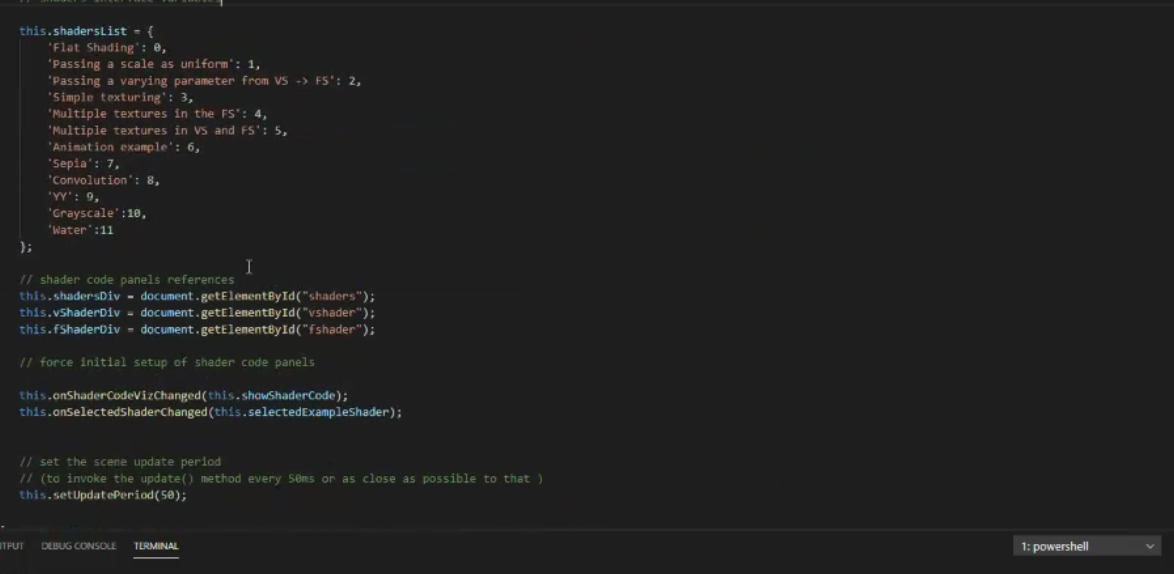 // shaders interface variables
this.shadersList = {
'Flat Shading': 0,
'Passing a scale as uniform': 1,
'Passing a varying parameter from VS -> FS': 2,
'Simple texturing': 3,
'Multiple textures in the FS': 4,
'Multiple textures in VS and FS': 5,
'Animation example': 6,
'Sepia': 7,
'Convolution': 8,
'YY': 9,
'Grayscale':10,
'Water':11
};
// shader code panels references
this.shadersDiv = document.getElementById("shaders");
this.vShaderDiv = document.getElementById("vshader");
this.fShaderDiv = document.getElementById("fshader");
// force initial setup of shader code panels
this.onShaderCodeVizChanged(this.showShaderCode);
this.onSelectedShaderChanged(this.selectedExampleShader);
// set the scene update period
// (to invoke the update() method every 50ms or as close as possible to that )
this.setUpdatePeriod(50);
TPUT DEBUG CONSOLE TERMINAL 1: powershell